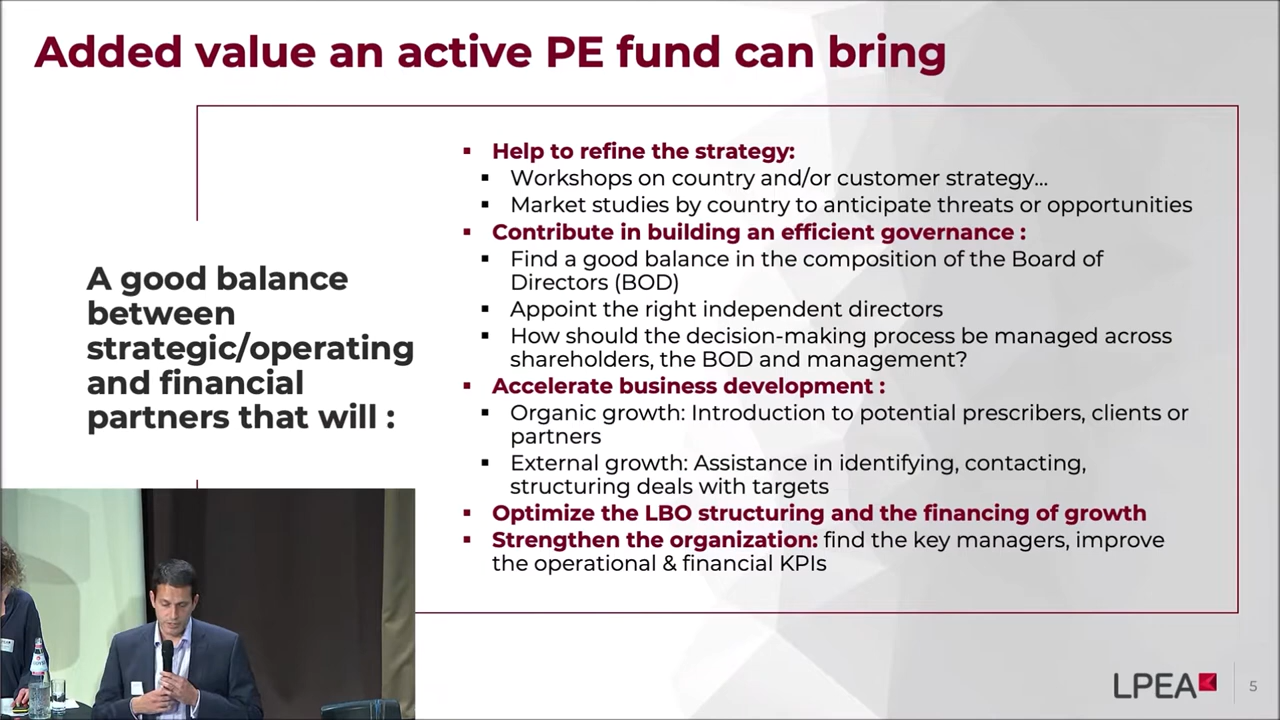 Added value an active PE fund can bring
A good balance
between
strategic/operating
and financial
partners that will :
▪ Help to refine the strategy:
▪ Workshops on country and/or customer strategy...
▪ Market studies by country to anticipate threats or opportunities
▪ Contribute in building an efficient governance :
▪ Find a good balance in the composition of the Board of
Directors (BOD)
▪ Appoint the right independent directors
▪ How should the decision-making process be managed across
shareholders, the BOD and management?
▪ Accelerate business development :
▪ Organic growth: Introduction to potential prescribers, clients or
partners
▪ External growth: Assistance in identifying, contacting,
structuring deals with targets
▪ Optimize the LBO structuring and the financing of growth
▪ Strengthen the organization: find the key managers, improve
the operational & financial KPIs
LPEA
5